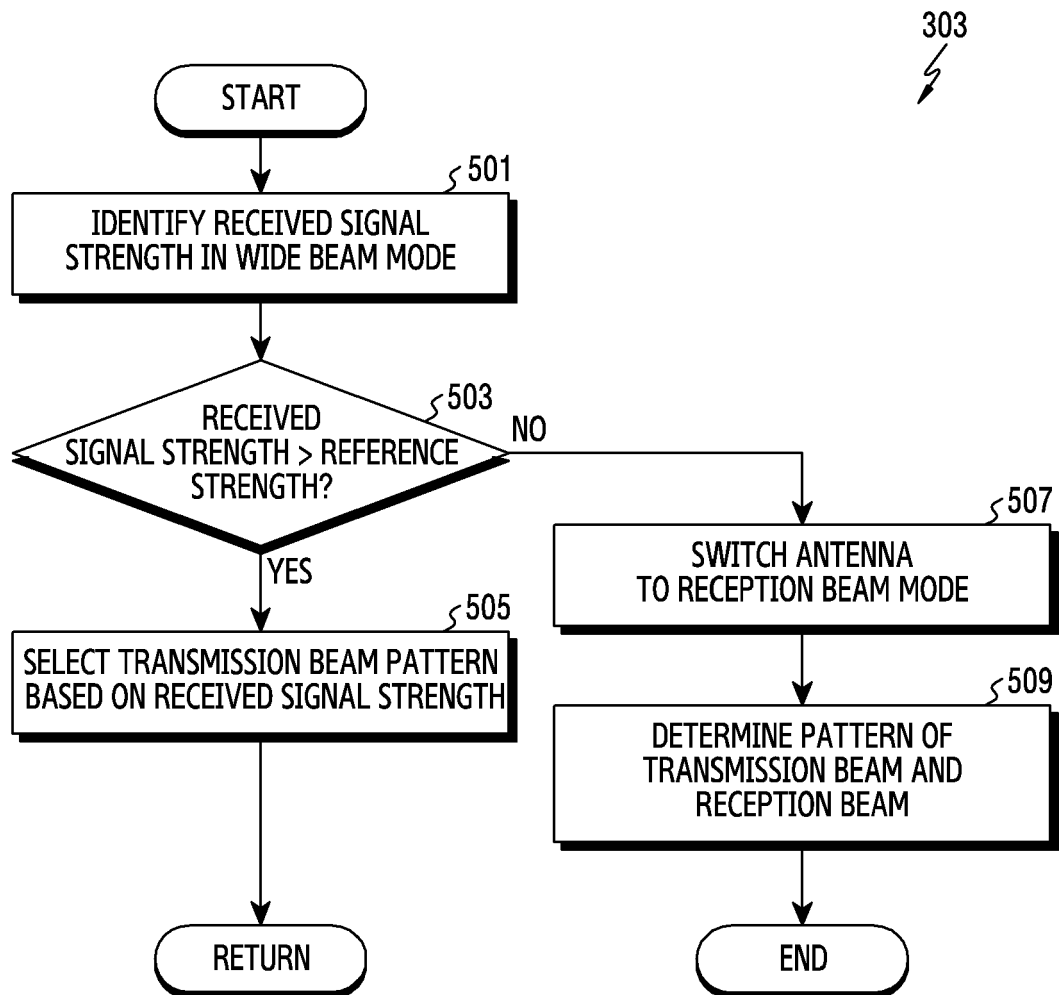 303
START
501
IDENTIFY RECEIVED SIGNAL
STRENGTH IN WIDE BEAM MODE
503
RECEIVED
SIGNAL STRENGTH > REFERENCE
STRENGTH?
NO
YES
505
SELECT TRANSMISSION BEAM PATTERN
BASED ON RECEIVED SIGNAL STRENGTH
RETURN
507
SWITCH ANTENNA
TO RECEPTION BEAM MODE
509
DETERMINE PATTERN OF
TRANSMISSION BEAM AND
RECEPTION BEAM
END